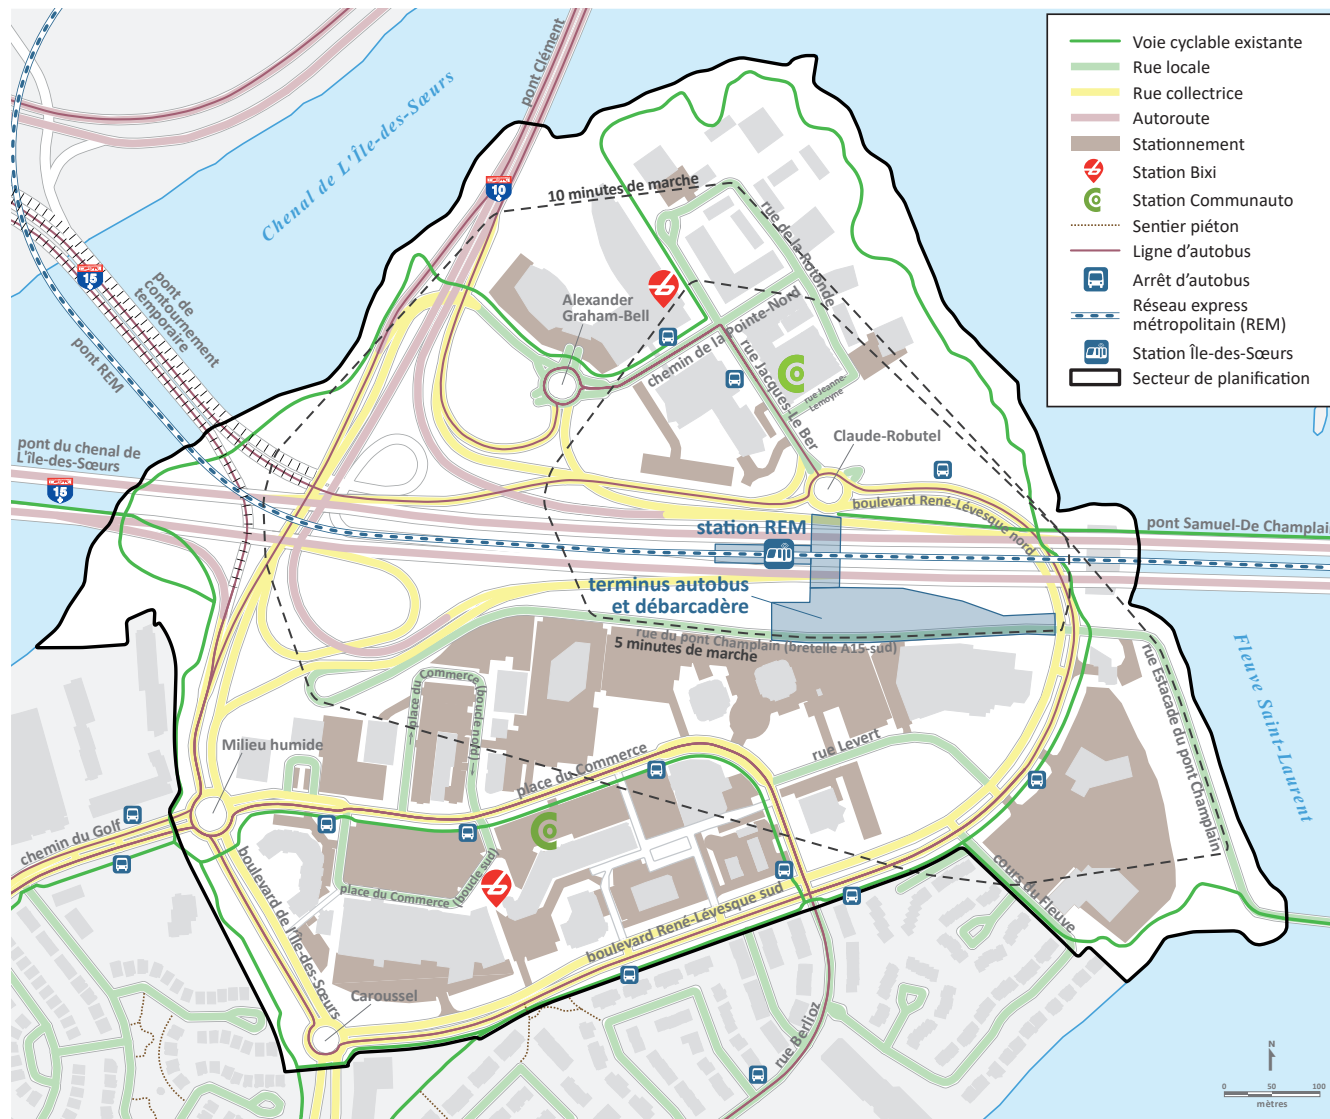 Voie cyclable existante
Rue locale
Rue collectrice
Autoroute
Stationnement
Station Bixi
Station Communauto
Sentier piéton
Ligne d'autobus
Arrêt d'autobus
Réseau express
métropolitain (REM)
Station Île-des-Sœurs
Secteur de planification
pont Clément
Chenal de L'Île-des-Sœurs
10
10 minutes de marche
rue de la Rotonde
15
pont de
contournement
temporaire
pont REM
Alexander
Graham-Bell
chemin de la Pointe-Nord
rue Jacques-Le Ber
rue Jeanne-
Lemoyne
Claude-Robutel
pont du chenal de
L'île-des-Sœurs
15
boulevard René-Lévesque nord
pont Samuel-De Champlain
station REM
terminus autobus
et débarcadère
rue du pont Champlain (bretelle A15-sud)
5 minutes de marche
rue Estacade du pont Champlain
Fleuve Saint-Laurent
place du Commerce
(boucle nord)
Milieu humide
place du Commerce
rue Levert
chemin du Golf
place du Commerce (boucle sud)
boulevard de l'Île-des-Sœurs
boulevard René-Lévesque sud
cours du Fleuve
Caroussel
rue Berlioz
N
0 50 100
mètres